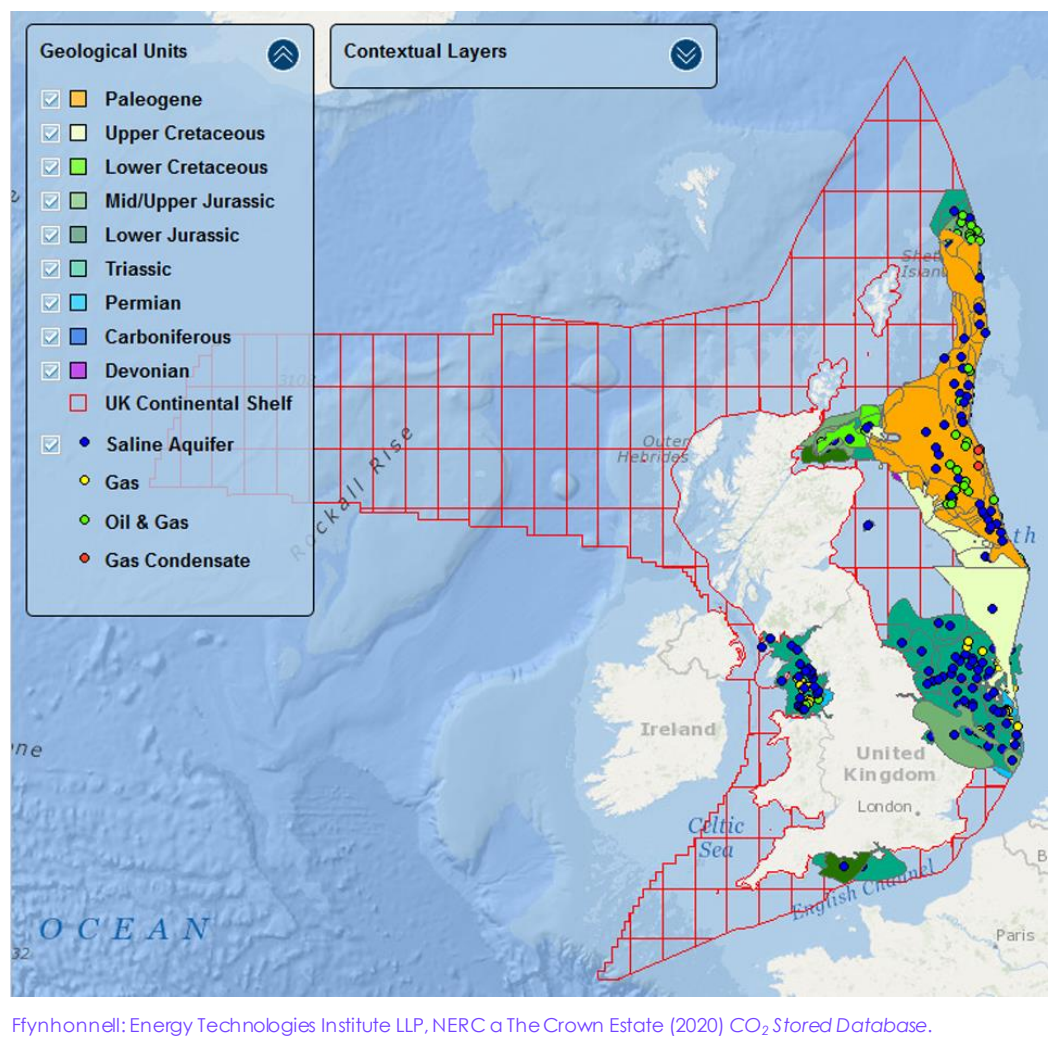 Geological Units
Contextual Layers
Paleogene
Upper Cretaceous
Lower Cretaceous
Mid/Upper Jurassic
Lower Jurassic
Triassic
Permian
Carboniferous
Devonian
UK Continental Shelf
Saline Aquifer
Gas
Oil & Gas
Gas Condensate
Rockall Rise
Outer
Hebrides
Ireland
United
Kingdom
London
Celtic
Sea
English Channel
Paris
OCEAN
Ffynhonnell: Energy Technologies Institute LLP, NERC a The Crown Estate (2020) CO₂ Stored Database.